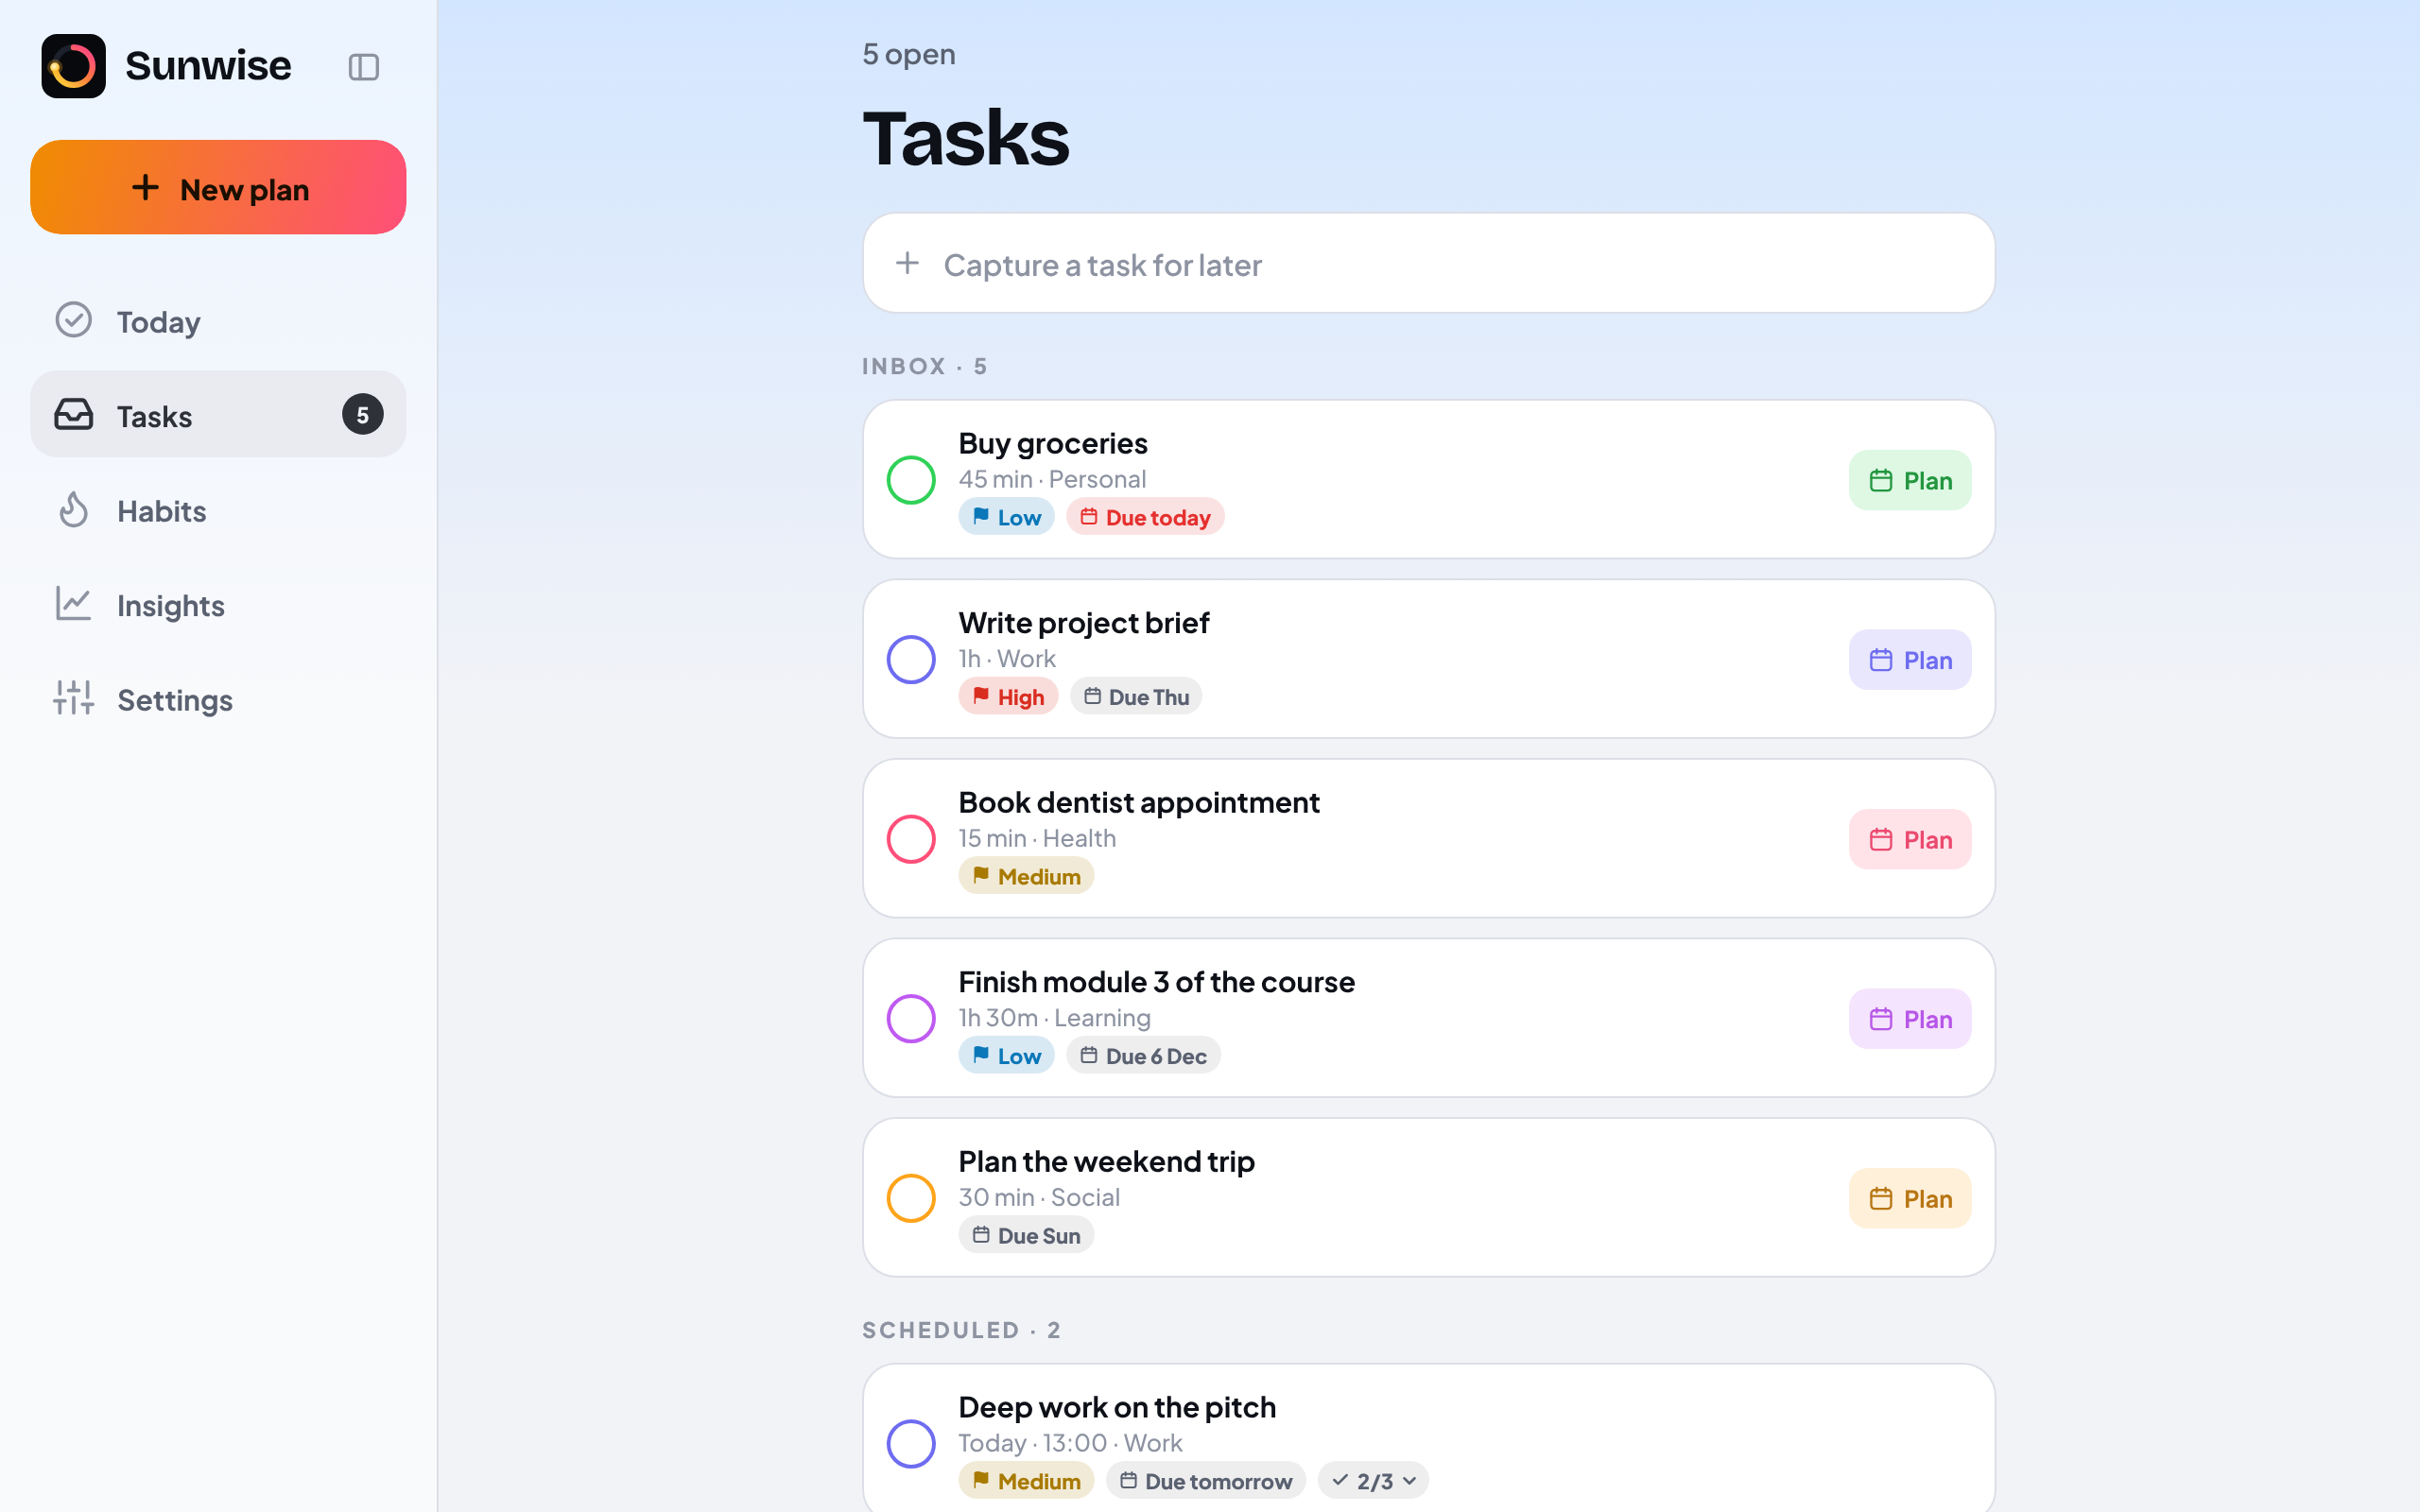 Sunwise
New plan
Today
Tasks 5
Habits
Insights
Settings
5 open
Tasks
Capture a task for later
INBOX · 5
Buy groceries
45 min · Personal
Low Due today
Plan
Write project brief
1h · Work
High Due Thu
Plan
Book dentist appointment
15 min · Health
Medium
Plan
Finish module 3 of the course
1h 30m · Learning
Low Due 6 Dec
Plan
Plan the weekend trip
30 min · Social
Due Sun
Plan
SCHEDULED · 2
Deep work on the pitch
Today · 13:00 · Work
Medium Due tomorrow 2/3